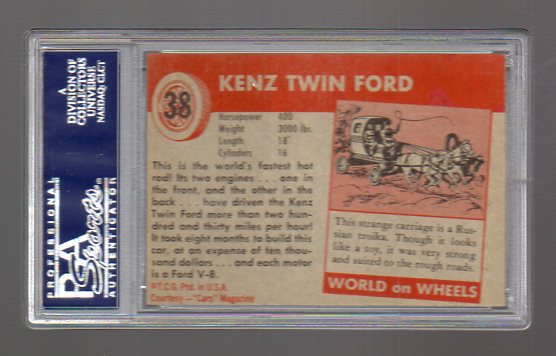 A
DIVISION OF
COLLECTORS
UNIVERSE
NASDAQ: CLCT
PROFESSIONAL
PSA
Sports
AUTHENTICATOR
38
KENZ TWIN FORD
Horsepower 400
Weight 3000 lbs.
Length 18'
Cylinders 16
This is the world's fastest hot
rod! Its two engines . . . one in
the front, and the other in the
back . . . have driven the Kenz
Twin Ford more than two hun-
dred and thirty miles per hour!
It took eight months to build this
car, at an expense of ten thou-
sand dollars . . . and each motor
is a Ford V-8.
©T.C.G. Ptd. in U.S.A.
Courtesy—"Cars" Magazine
This strange carriage is a Rus-
sian troika. Though it looks
like a toy, it was very strong
and suited to the rough roads.
WORLD on WHEELS